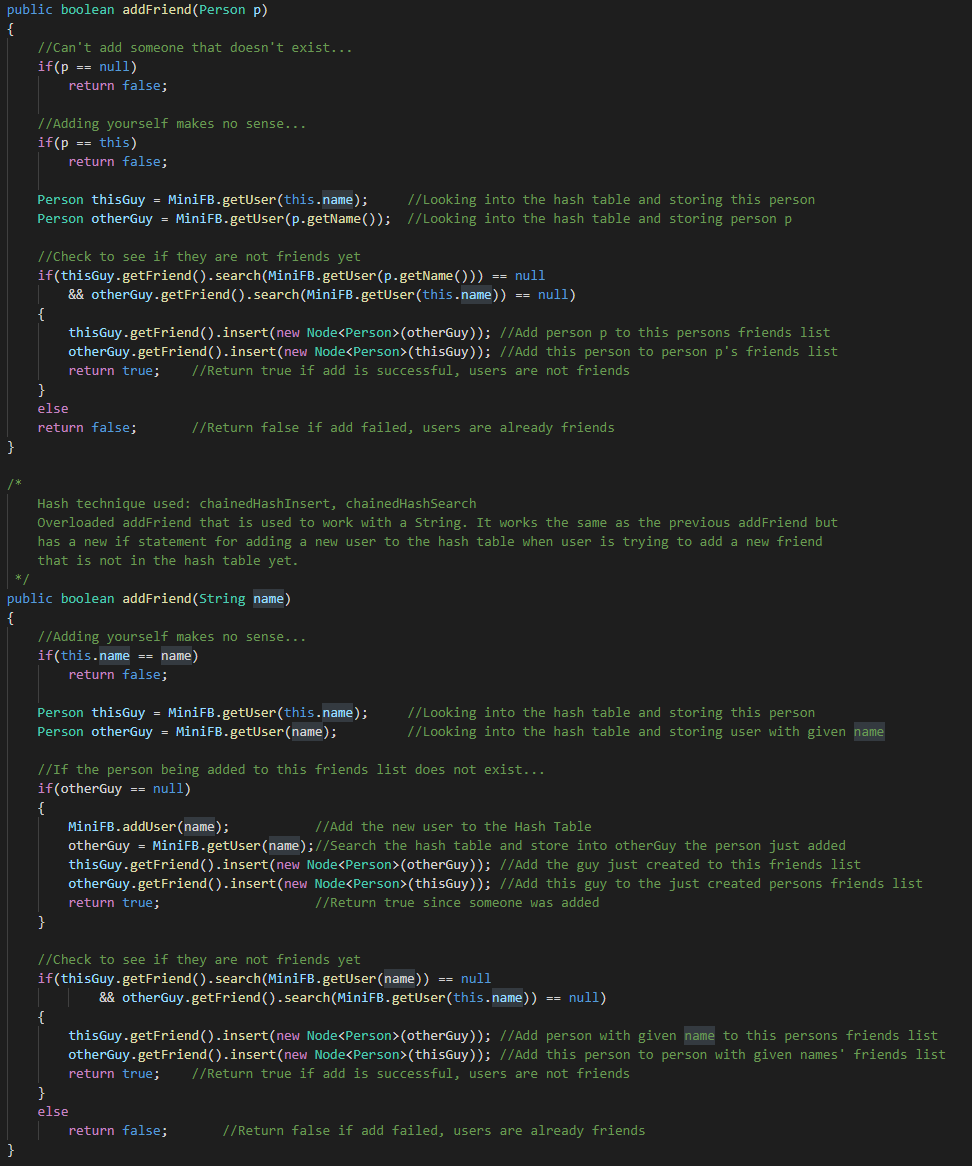 public boolean addFriend(Person p)
{
    //Can't add someone that doesn't exist...
    if(p == null)
        return false;

    //Adding yourself makes no sense...
    if(p == this)
        return false;

    Person thisGuy = MiniFB.getUser(this.name);     //Looking into the hash table and storing this person
    Person otherGuy = MiniFB.getUser(p.getName());  //Looking into the hash table and storing person p

    //Check to see if they are not friends yet
    if(thisGuy.getFriend().search(MiniFB.getUser(p.getName())) == null
        && otherGuy.getFriend().search(MiniFB.getUser(this.name)) == null)
    {
        thisGuy.getFriend().insert(new Node<Person>(otherGuy)); //Add person p to this persons friends list
        otherGuy.getFriend().insert(new Node<Person>(thisGuy)); //Add this person to person p's friends list
        return true;    //Return true if add is successful, users are not friends
    }
    else
    return false;       //Return false if add failed, users are already friends
}

/*
    Hash technique used: chainedHashInsert, chainedHashSearch
    Overloaded addFriend that is used to work with a String. It works the same as the previous addFriend but
    has a new if statement for adding a new user to the hash table when user is trying to add a new friend
    that is not in the hash table yet.
 */
public boolean addFriend(String name)
{
    //Adding yourself makes no sense...
    if(this.name == name)
        return false;

    Person thisGuy = MiniFB.getUser(this.name);     //Looking into the hash table and storing this person
    Person otherGuy = MiniFB.getUser(name);         //Looking into the hash table and storing user with given name

    //If the person being added to this friends list does not exist...
    if(otherGuy == null)
    {
        MiniFB.addUser(name);           //Add the new user to the Hash Table
        otherGuy = MiniFB.getUser(name);//Search the hash table and store into otherGuy the person just added
        thisGuy.getFriend().insert(new Node<Person>(otherGuy)); //Add the guy just created to this friends list
        otherGuy.getFriend().insert(new Node<Person>(thisGuy)); //Add this guy to the just created persons friends list
        return true;                    //Return true since someone was added
    }

    //Check to see if they are not friends yet
    if(thisGuy.getFriend().search(MiniFB.getUser(name)) == null
            && otherGuy.getFriend().search(MiniFB.getUser(this.name)) == null)
    {
        thisGuy.getFriend().insert(new Node<Person>(otherGuy)); //Add person with given name to this persons friends list
        otherGuy.getFriend().insert(new Node<Person>(thisGuy)); //Add this person to person with given names' friends list
        return true;    //Return true if add is successful, users are not friends
    }
    else
        return false;       //Return false if add failed, users are already friends
}